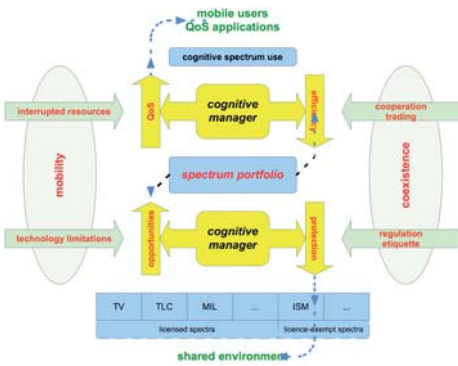 mobile users
QoS applications
cognitive spectrum use
interrupted resources
QoS
cognitive
manager
efficiency
cooperation
trading
mobility
spectrum portfolio
coexistence
technology limitations
opportunities
cognitive
manager
protection
regulation
etiquette
TV TLC MIL ... ISM ...
licensed spectra licence-exempt spectra
shared environment